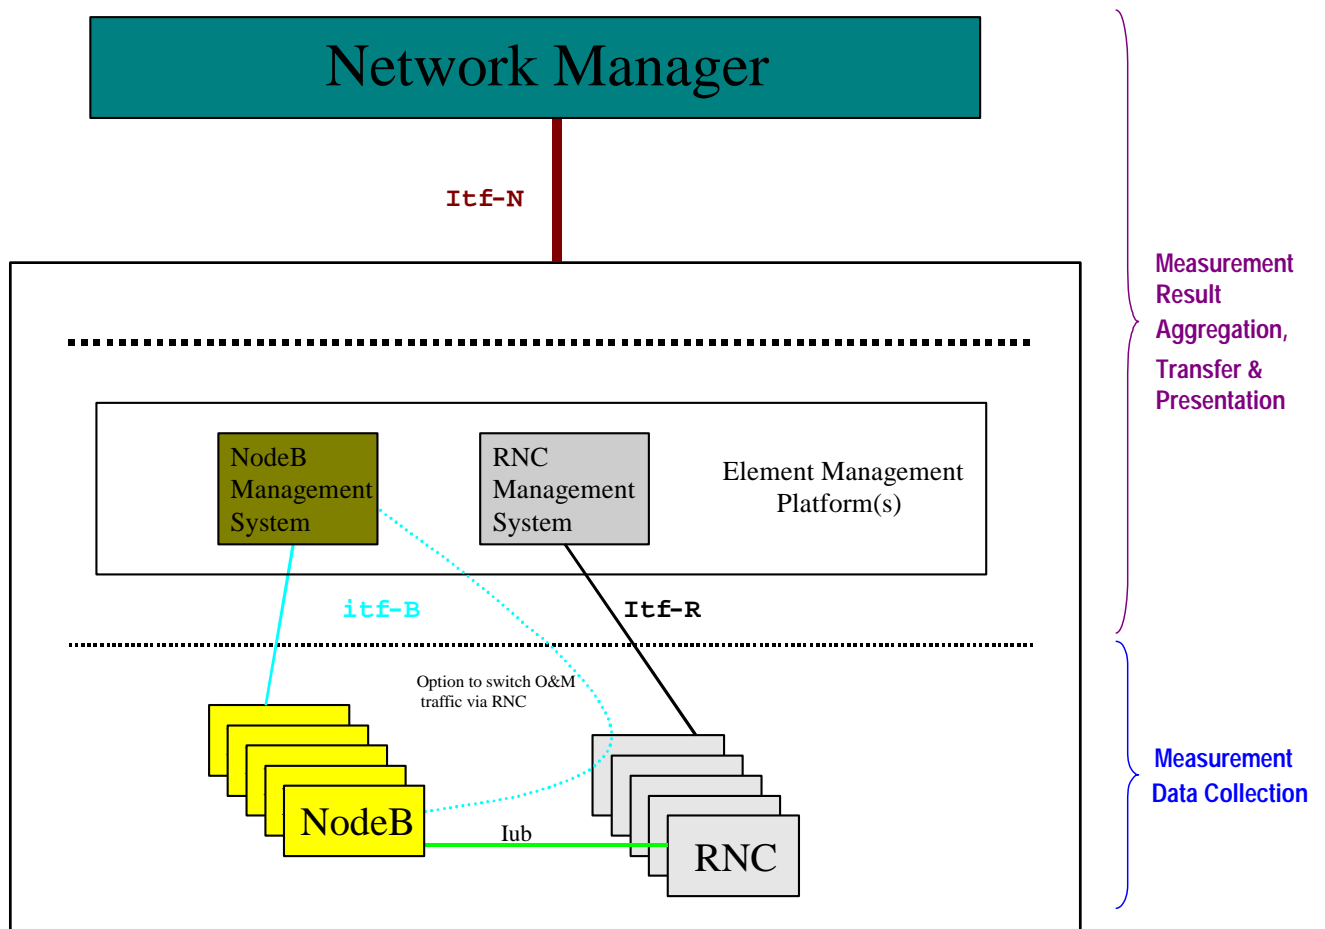 Network Manager
Itf-N
Measurement
Result
Aggregation,
Transfer &
Presentation
NodeB
Management
System
RNC
Management
System
Element Management
Platform(s)
itf-B
Itf-R
Option to switch O&M
traffic via RNC
NodeB
Iub
RNC
Measurement
Data Collection